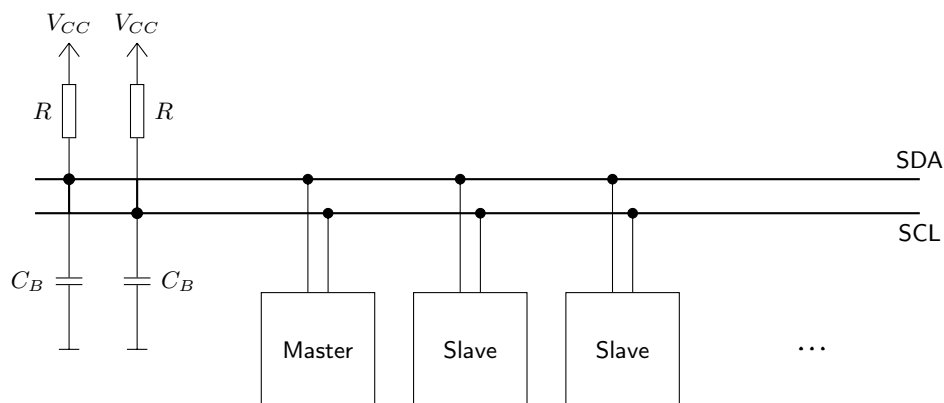 V_CC V_CC
R R
SDA
SCL
C_B C_B
Master Slave Slave ...